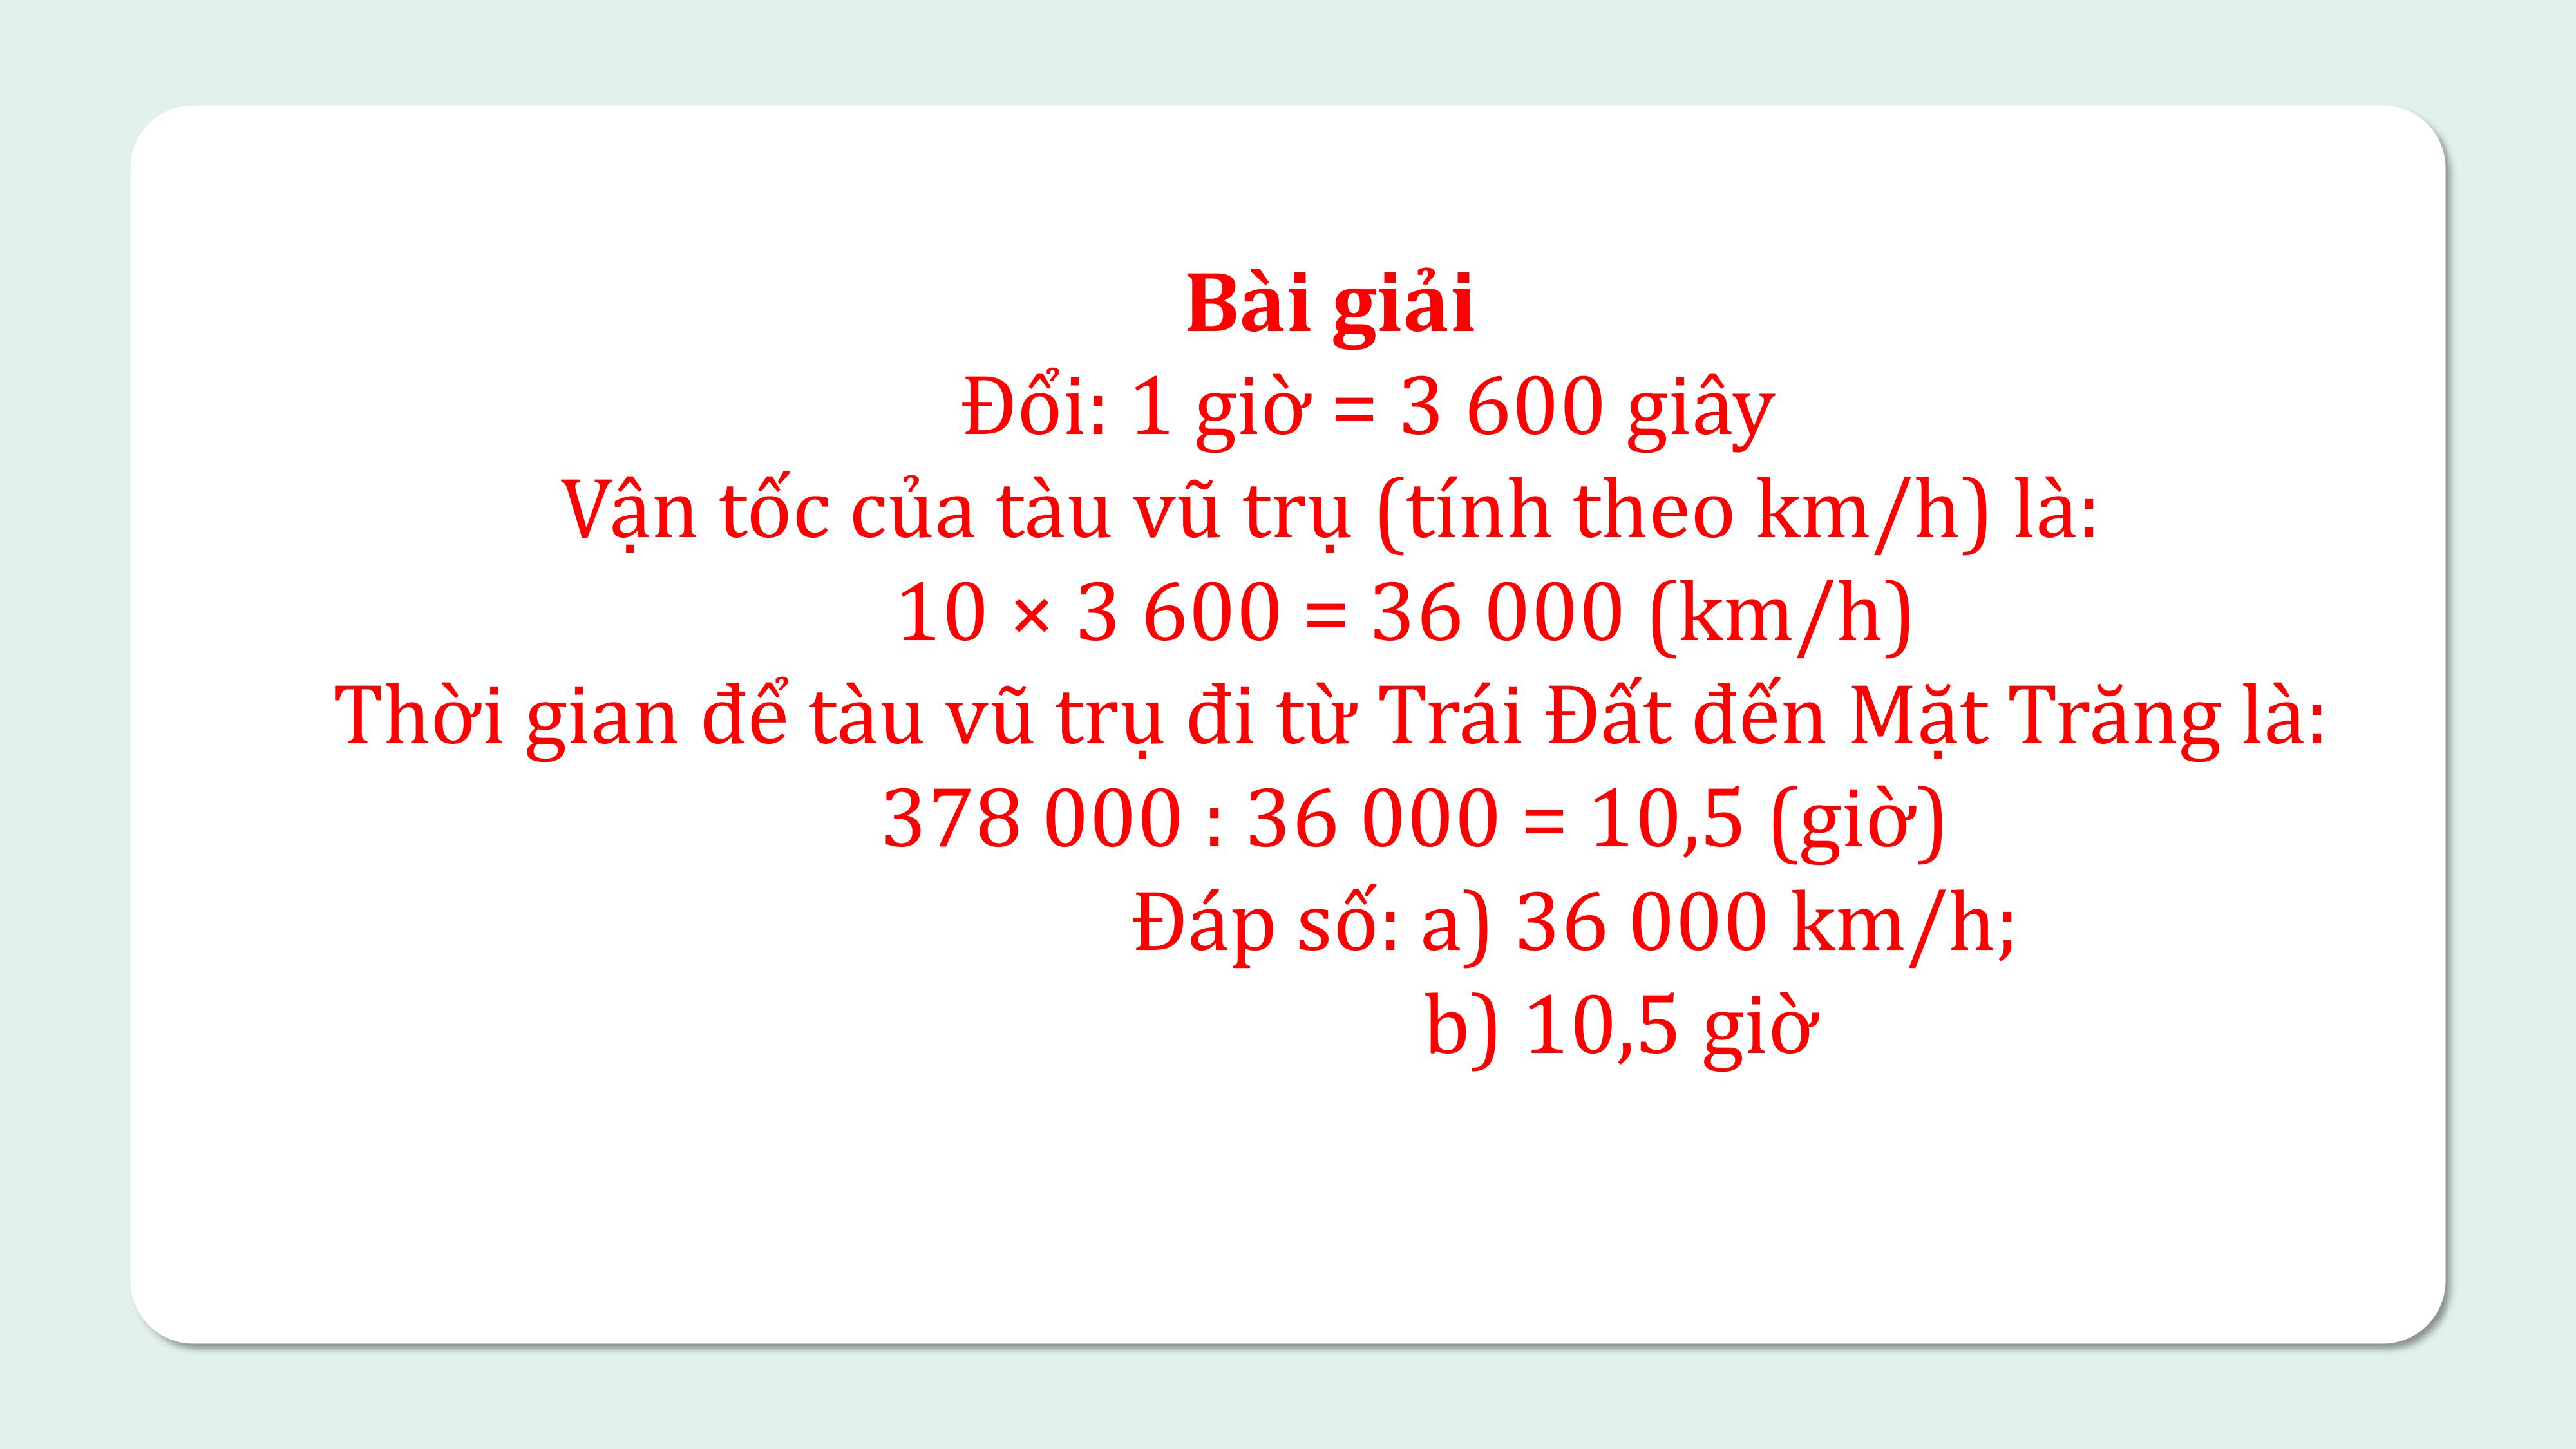 Bài giải
Đổi: 1 giờ = 3 600 giây
Vận tốc của tàu vũ trụ (tính theo km/h) là:
10 × 3 600 = 36 000 (km/h)
Thời gian để tàu vũ trụ đi từ Trái Đất đến Mặt Trăng là:
378 000 : 36 000 = 10,5 (giờ)
Đáp số: a) 36 000 km/h;
b) 10,5 giờ